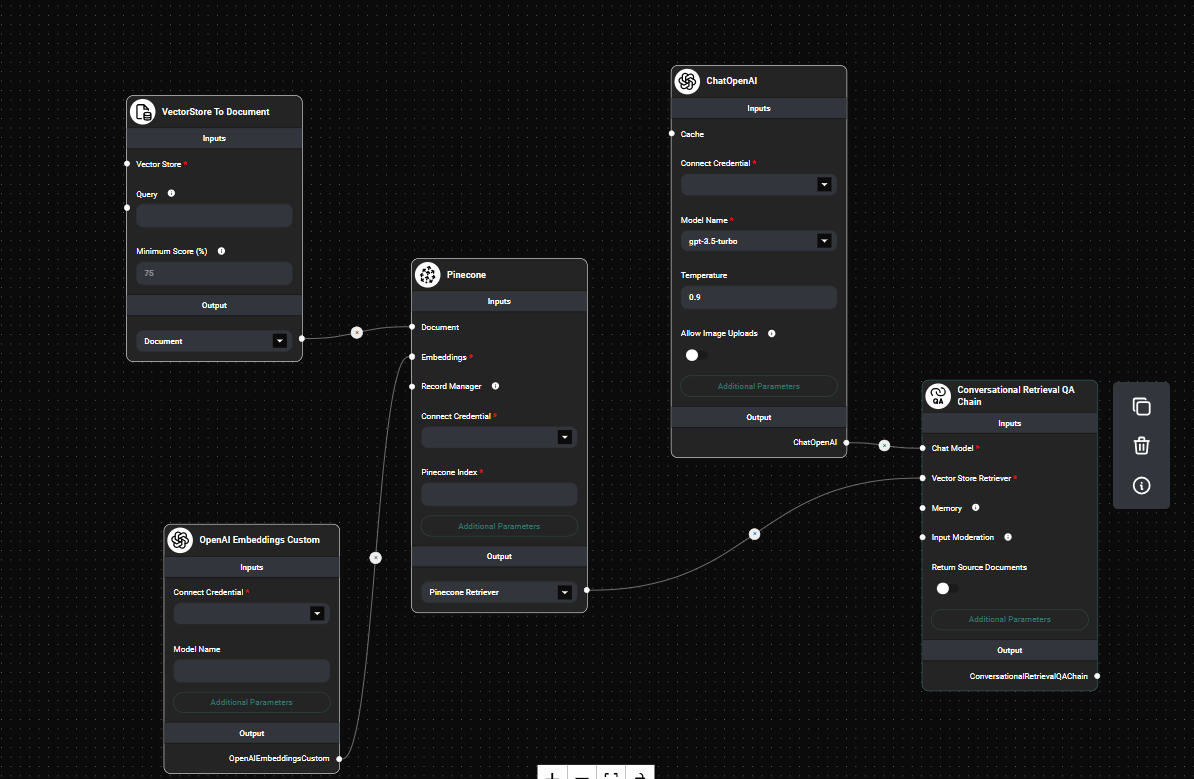 VectorStore To Document
Inputs
Vector Store *
Query
Minimum Score (%)
75
Output
Document
OpenAI Embeddings Custom
Inputs
Connect Credential *
Model Name
Additional Parameters
Output
OpenAIEmbeddingsCustom
Pinecone
Inputs
Document
Embeddings *
Record Manager
Connect Credential *
Pinecone Index *
Additional Parameters
Output
Pinecone Retriever
ChatOpenAI
Inputs
Cache
Connect Credential *
Model Name *
gpt-3.5-turbo
Temperature
0.9
Allow Image Uploads
Additional Parameters
Output
ChatOpenAI
QA
Conversational Retrieval QA
Chain
Inputs
Chat Model *
Vector Store Retriever *
Memory
Input Moderation
Return Source Documents
Additional Parameters
Output
ConversationalRetrievalQAChain